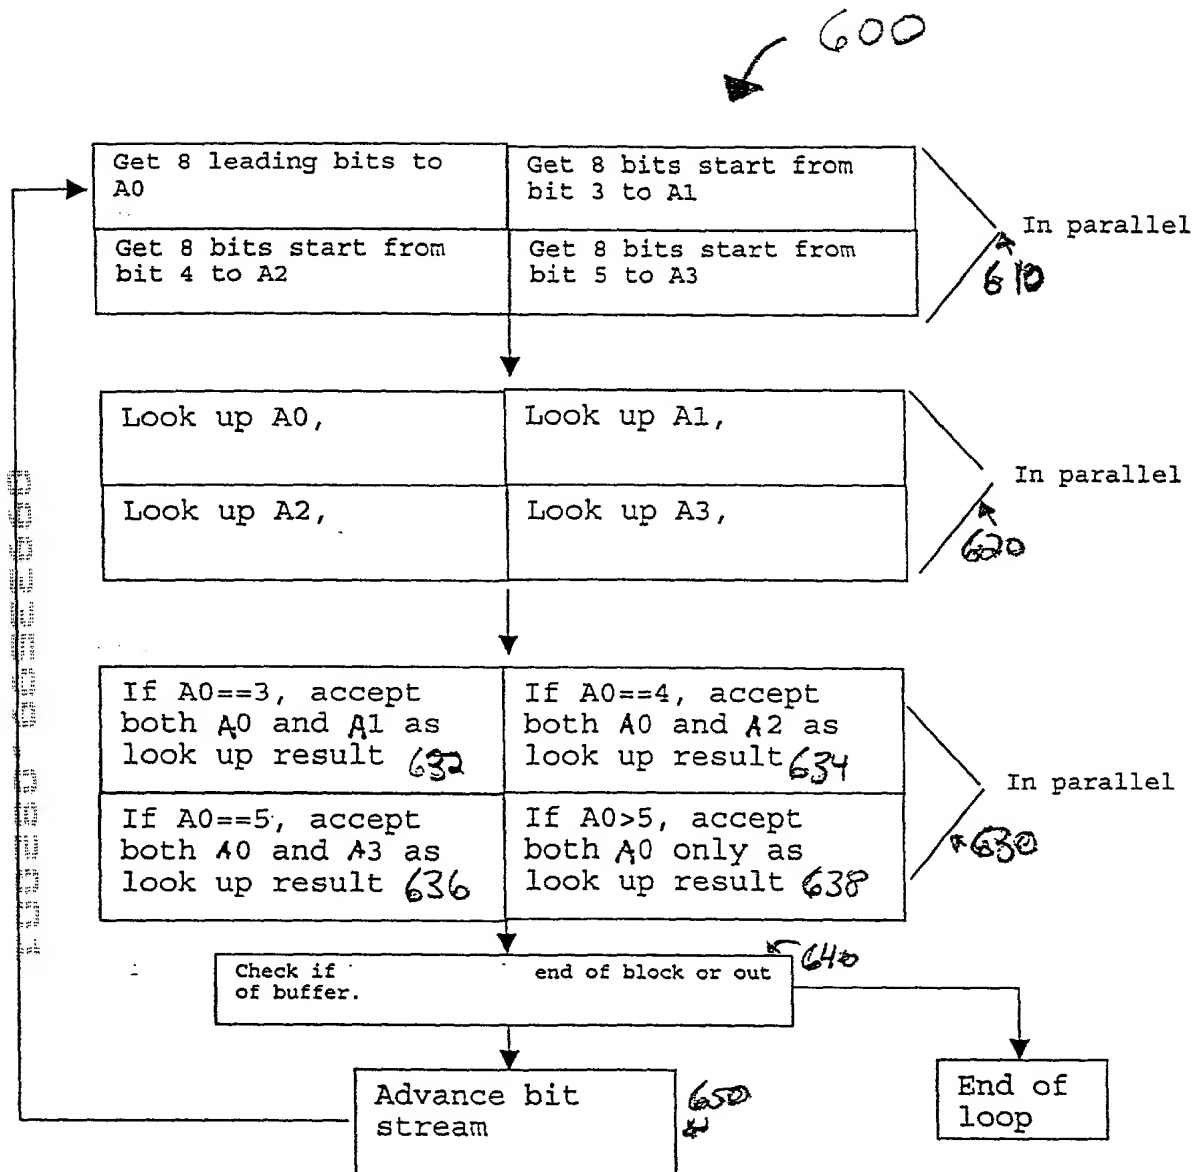 600
Get 8 leading bits to
A0
Get 8 bits start from
bit 3 to A1
In parallel
610
Get 8 bits start from
bit 4 to A2
Get 8 bits start from
bit 5 to A3
Look up A0,
Look up A1,
In parallel
620
Look up A2,
Look up A3,
If A0==3, accept
both A0 and A1 as
look up result 632
If A0==4, accept
both A0 and A2 as
look up result 634
In parallel
630
If A0==5, accept
both A0 and A3 as
look up result 636
If A0>5, accept
both A0 only as
look up result 638
640
Check if end of block or out
of buffer.
Advance bit
stream
650
End of
loop